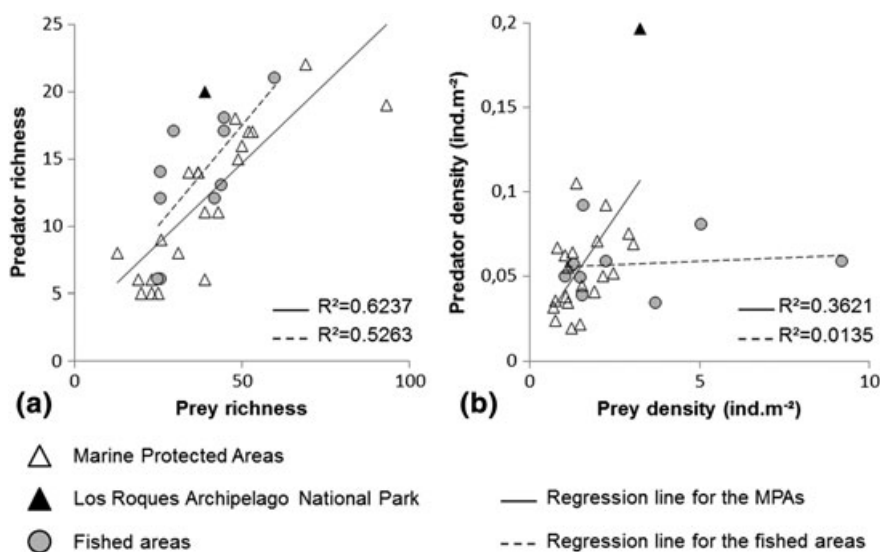 25
20
15
10
5
0
Predator richness
0
50
100
Prey richness
R²=0.6237
R²=0.5263
(a)
0,2
0,15
0,1
0,05
0
Predator density (ind.m⁻²)
0
5
10
Prey density (ind.m⁻²)
R²=0.3621
R²=0.0135
(b)
Marine Protected Areas
Los Roques Archipelago National Park
Fished areas
Regression line for the MPAs
Regression line for the fished areas